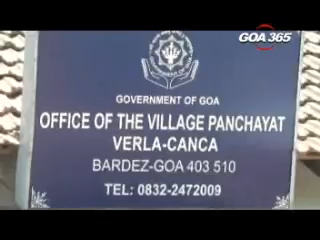 GOA 365
GOVERNMENT OF GOA
OFFICE OF THE VILLAGE PANCHAYAT
VERLA-CANCA
BARDEZ-GOA 403 510
TEL: 0832-2472009